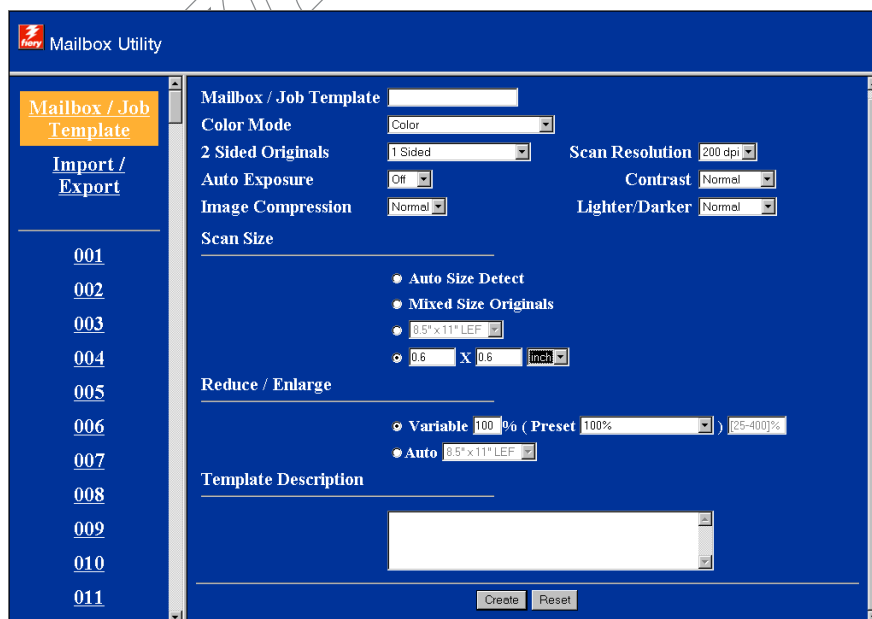 fiery Mailbox Utility
Mailbox / Job
Template
Import /
Export
001
002
003
004
005
006
007
008
009
010
011
Mailbox / Job Template
Color Mode Color
2 Sided Originals 1 Sided Scan Resolution 200 dpi
Auto Exposure Off Contrast Normal
Image Compression Normal Lighter/Darker Normal
Scan Size
Auto Size Detect
Mixed Size Originals
8.5" x 11" LEF
0.6 X 0.6 inch
Reduce / Enlarge
Variable 100 % ( Preset 100% ) [25-400]%
Auto 8.5" x 11" LEF
Template Description
Create Reset